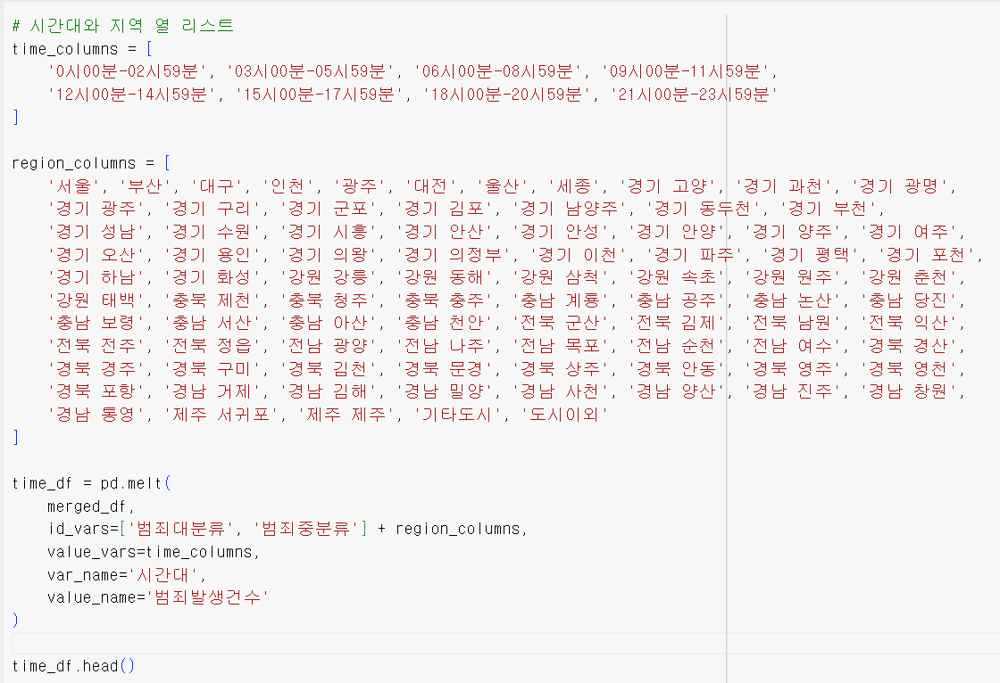 # 시간대와 지역 열 리스트
time_columns = [
    '0시00분-02시59분', '03시00분-05시59분', '06시00분-08시59분', '09시00분-11시59분',
    '12시00분-14시59분', '15시00분-17시59분', '18시00분-20시59분', '21시00분-23시59분'
]
region_columns = [
    '서울', '부산', '대구', '인천', '광주', '대전', '울산', '세종', '경기 고양', '경기 과천', '경기 광명',
    '경기 광주', '경기 구리', '경기 군포', '경기 김포', '경기 남양주', '경기 동두천', '경기 부천',
    '경기 성남', '경기 수원', '경기 시흥', '경기 안산', '경기 안성', '경기 안양', '경기 양주', '경기 여주',
    '경기 오산', '경기 용인', '경기 의왕', '경기 의정부', '경기 이천', '경기 파주', '경기 평택', '경기 포천',
    '경기 하남', '경기 화성', '강원 강릉', '강원 동해', '강원 삼척', '강원 속초', '강원 원주', '강원 춘천',
    '강원 태백', '충북 제천', '충북 청주', '충북 충주', '충남 계룡', '충남 공주', '충남 논산', '충남 당진',
    '충남 보령', '충남 서산', '충남 아산', '충남 천안', '전북 군산', '전북 김제', '전북 남원', '전북 익산',
    '전북 전주', '전북 정읍', '전남 광양', '전남 나주', '전남 목포', '전남 순천', '전남 여수', '경북 경산',
    '경북 경주', '경북 구미', '경북 김천', '경북 문경', '경북 상주', '경북 안동', '경북 영주', '경북 영천',
    '경북 포항', '경남 거제', '경남 김해', '경남 밀양', '경남 사천', '경남 양산', '경남 진주', '경남 창원',
    '경남 통영', '제주 서귀포', '제주 제주', '기타도시', '도시이외'
]
time_df = pd.melt(
    merged_df,
    id_vars=['범죄대분류', '범죄중분류'] + region_columns,
    value_vars=time_columns,
    var_name='시간대',
    value_name='범죄발생건수'
)
time_df.head()